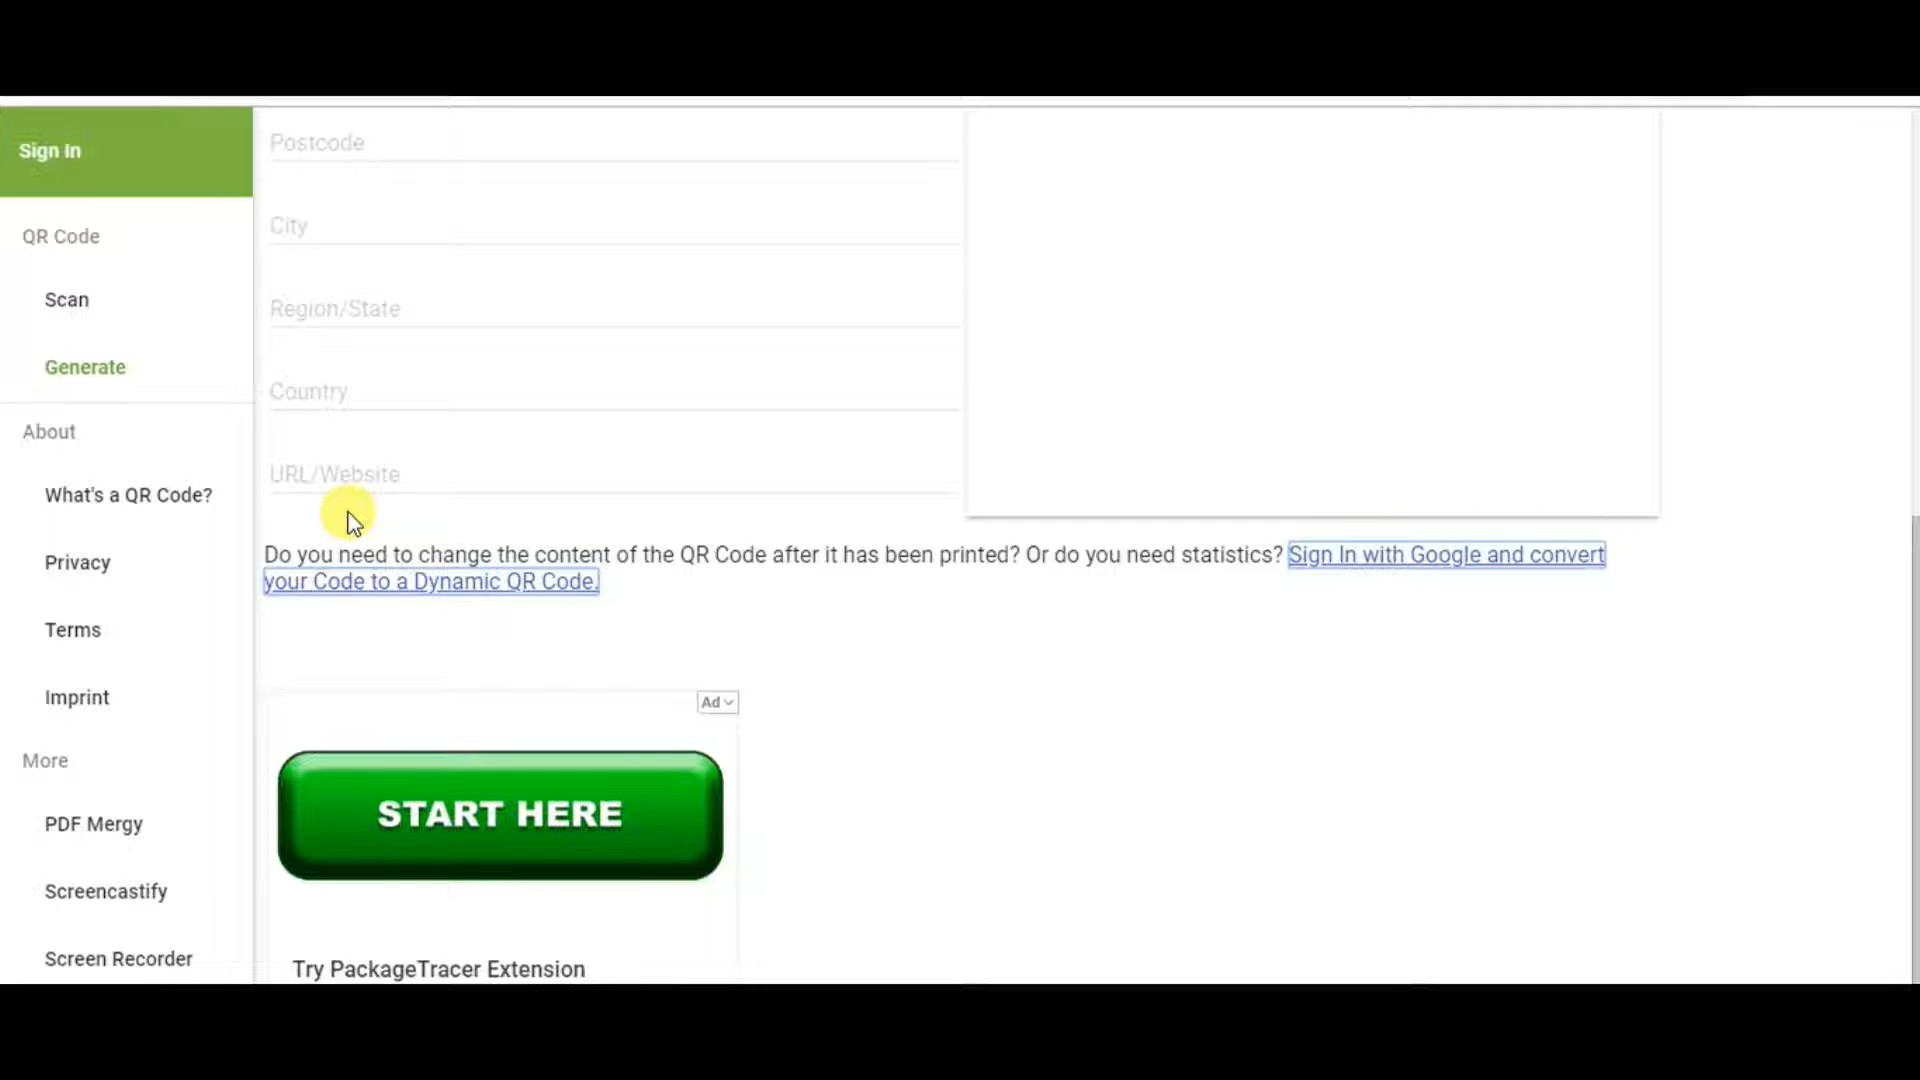 Sign In
QR Code
Scan
Generate
About
What's a QR Code?
Privacy
Terms
Imprint
More
PDF Mergy
Screencastify
Screen Recorder
Postcode
City
Region/State
Country
URL/Website
Do you need to change the content of the QR Code after it has been printed? Or do you need statistics? Sign In with Google and convert
your Code to a Dynamic QR Code.
Ad
START HERE
Try PackageTracer Extension